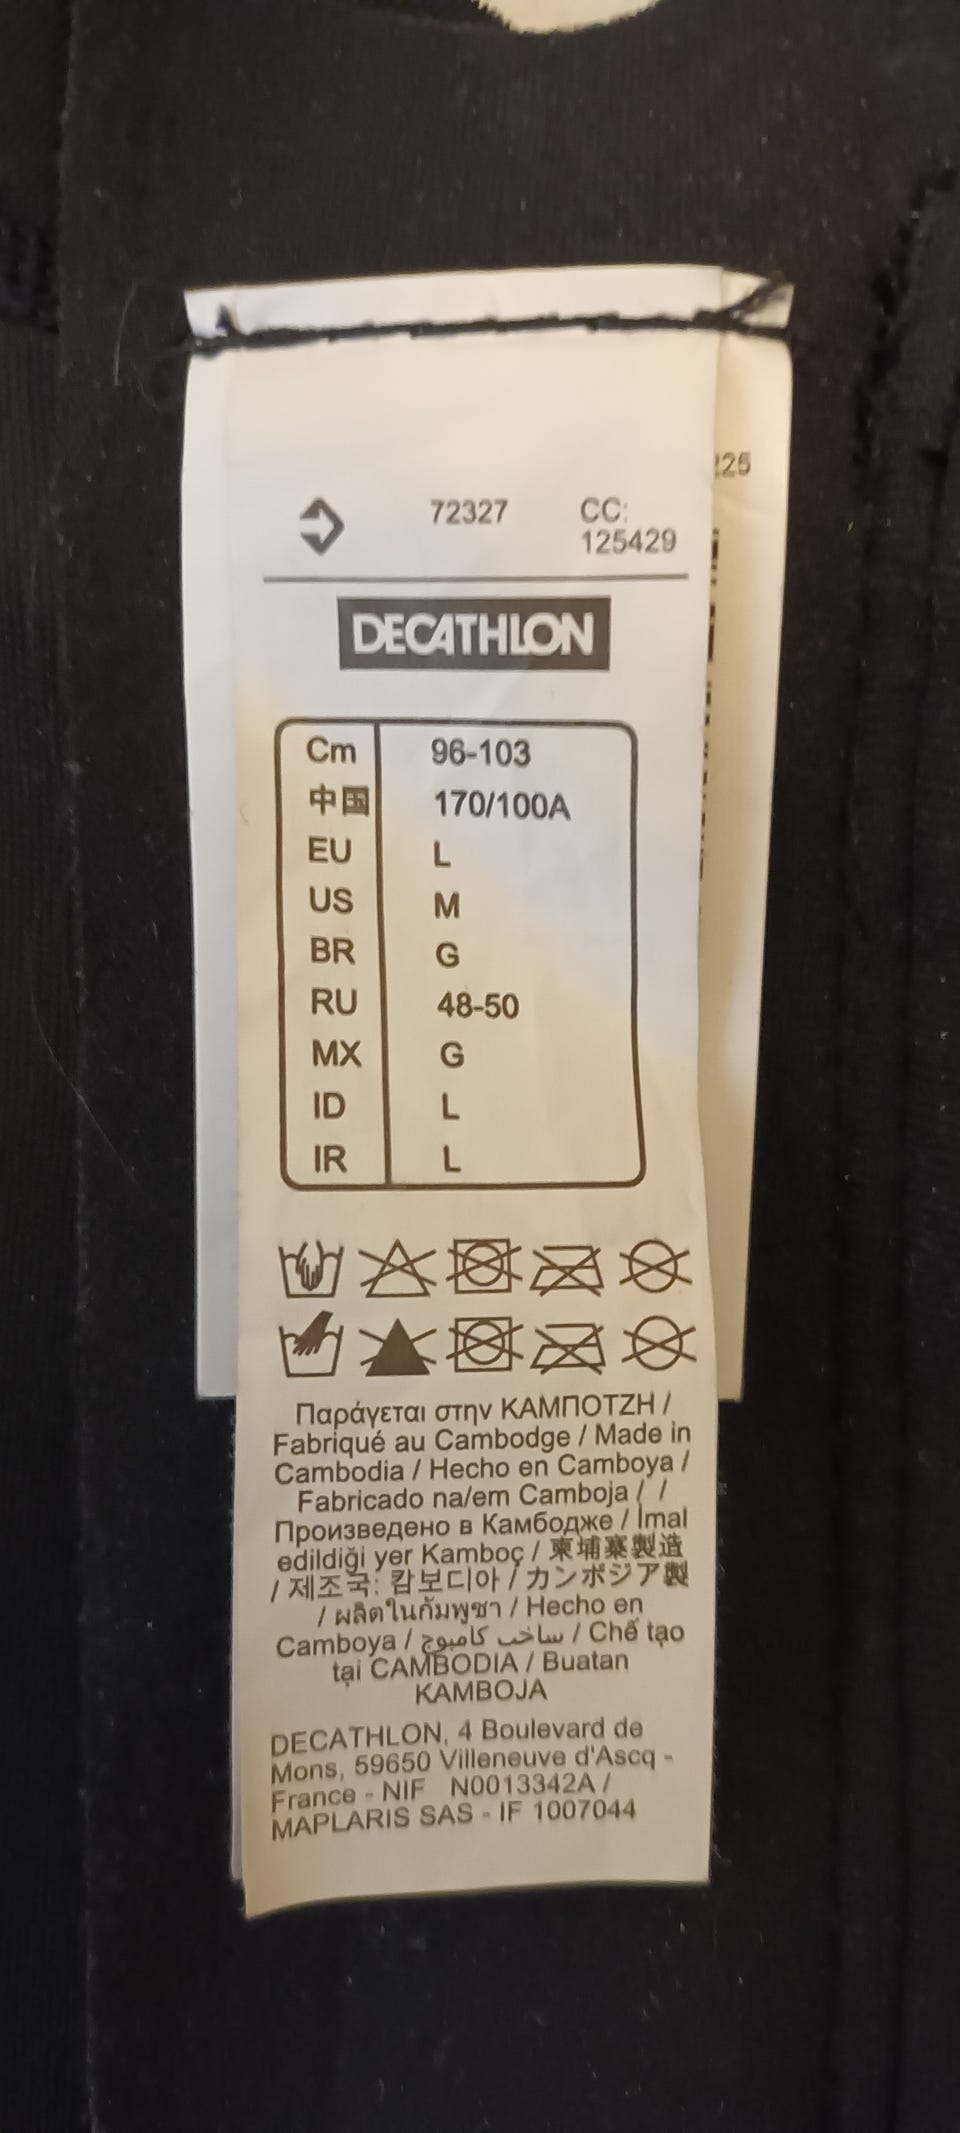 225
72327 CC:
125429
DECATHLON
Cm 96-103
中国 170/100A
EU L
US M
BR G
RU 48-50
MX G
ID L
IR L
Παράγεται στην ΚΑΜΠΟΤΖΗ /
Fabriqué au Cambodge / Made in
Cambodia / Hecho en Camboya /
Fabricado na/em Camboja / /
Произведено в Камбодже / İmal
edildiği yer Kamboç / 柬埔寨製造
/ 제조국: 캄보디아 / カンボジア製
/ ผลิตในกัมพูชา / Hecho en
Camboya / ساخت کامبوج / Chế tạo
tại CAMBODIA / Buatan
KAMBOJA
DECATHLON, 4 Boulevard de
Mons, 59650 Villeneuve d'Ascq -
France - NIF N0013342A /
MAPLARIS SAS - IF 1007044